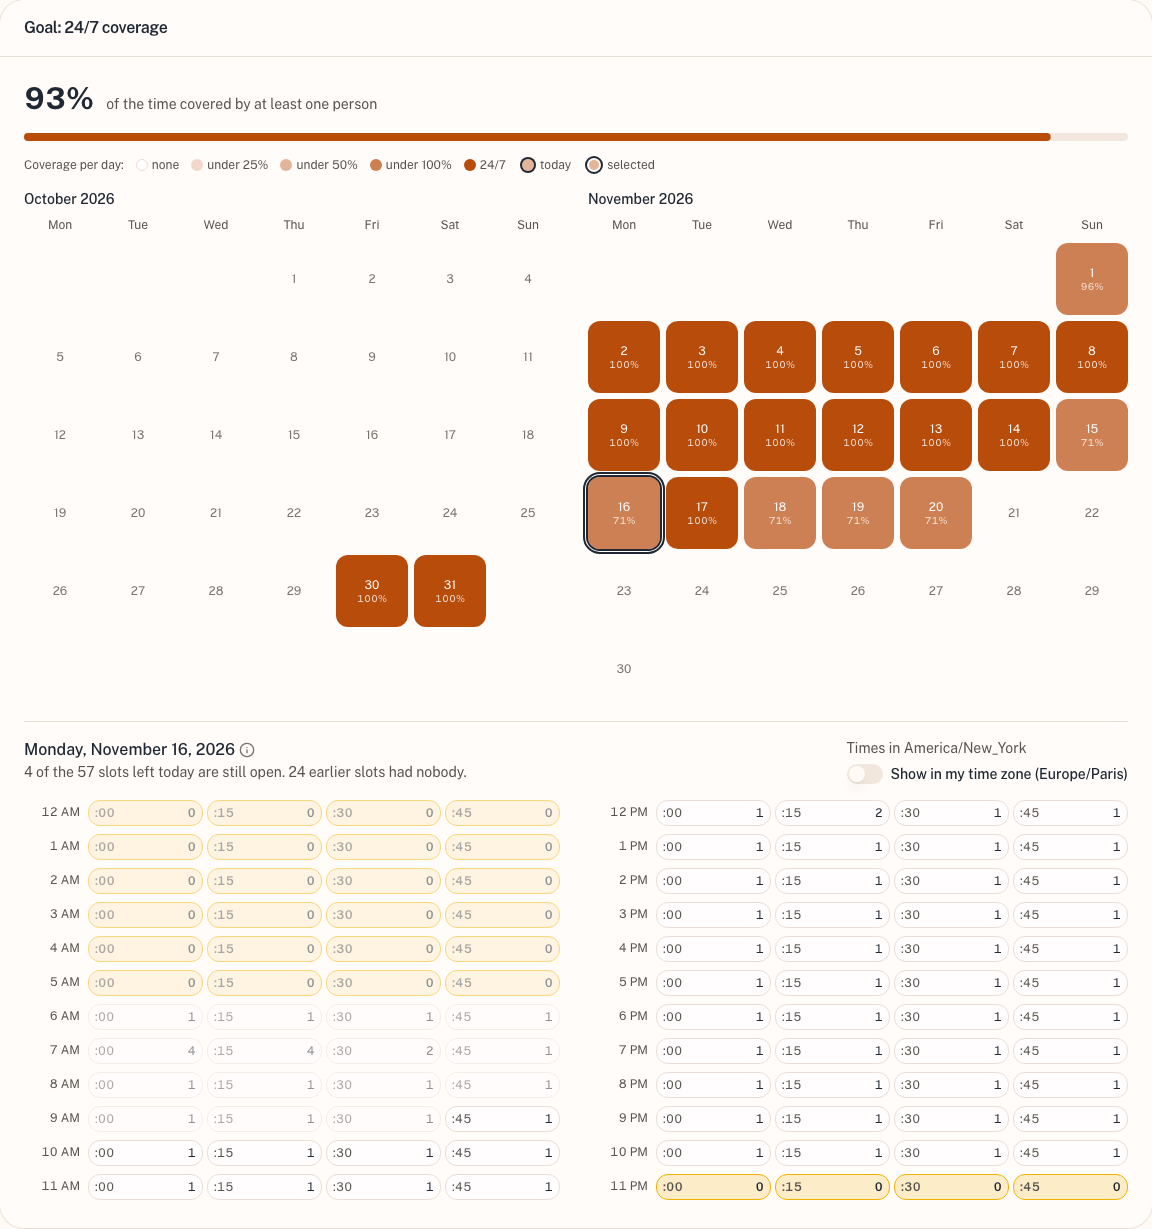 Goal: 24/7 coverage
93% of the time covered by at least one person
Coverage per day: none under 25% under 50% under 100% 24/7 today selected
October 2026
Mon Tue Wed Thu Fri Sat Sun
1 2 3 4
5 6 7 8 9 10 11
12 13 14 15 16 17 18
19 20 21 22 23 24 25
26 27 28 29 30 31
100% 100%
November 2026
Mon Tue Wed Thu Fri Sat Sun
1
96%
2 3 4 5 6 7 8
100% 100% 100% 100% 100% 100% 100%
9 10 11 12 13 14 15
100% 100% 100% 100% 100% 100% 71%
16 17 18 19 20 21 22
71% 100% 71% 71% 71%
23 24 25 26 27 28 29
30
Monday, November 16, 2026
4 of the 57 slots left today are still open. 24 earlier slots had nobody.
Times in America/New_York
Show in my time zone (Europe/Paris)
12 AM :00 0 :15 0 :30 0 :45 0
1 AM :00 0 :15 0 :30 0 :45 0
2 AM :00 0 :15 0 :30 0 :45 0
3 AM :00 0 :15 0 :30 0 :45 0
4 AM :00 0 :15 0 :30 0 :45 0
5 AM :00 0 :15 0 :30 0 :45 0
6 AM :00 1 :15 1 :30 1 :45 1
7 AM :00 4 :15 4 :30 2 :45 1
8 AM :00 1 :15 1 :30 1 :45 1
9 AM :00 1 :15 1 :30 1 :45 1
10 AM :00 1 :15 1 :30 1 :45 1
11 AM :00 1 :15 1 :30 1 :45 1
12 PM :00 1 :15 2 :30 1 :45 1
1 PM :00 1 :15 1 :30 1 :45 1
2 PM :00 1 :15 1 :30 1 :45 1
3 PM :00 1 :15 1 :30 1 :45 1
4 PM :00 1 :15 1 :30 1 :45 1
5 PM :00 1 :15 1 :30 1 :45 1
6 PM :00 1 :15 1 :30 1 :45 1
7 PM :00 1 :15 1 :30 1 :45 1
8 PM :00 1 :15 1 :30 1 :45 1
9 PM :00 1 :15 1 :30 1 :45 1
10 PM :00 1 :15 1 :30 1 :45 1
11 PM :00 0 :15 0 :30 0 :45 0